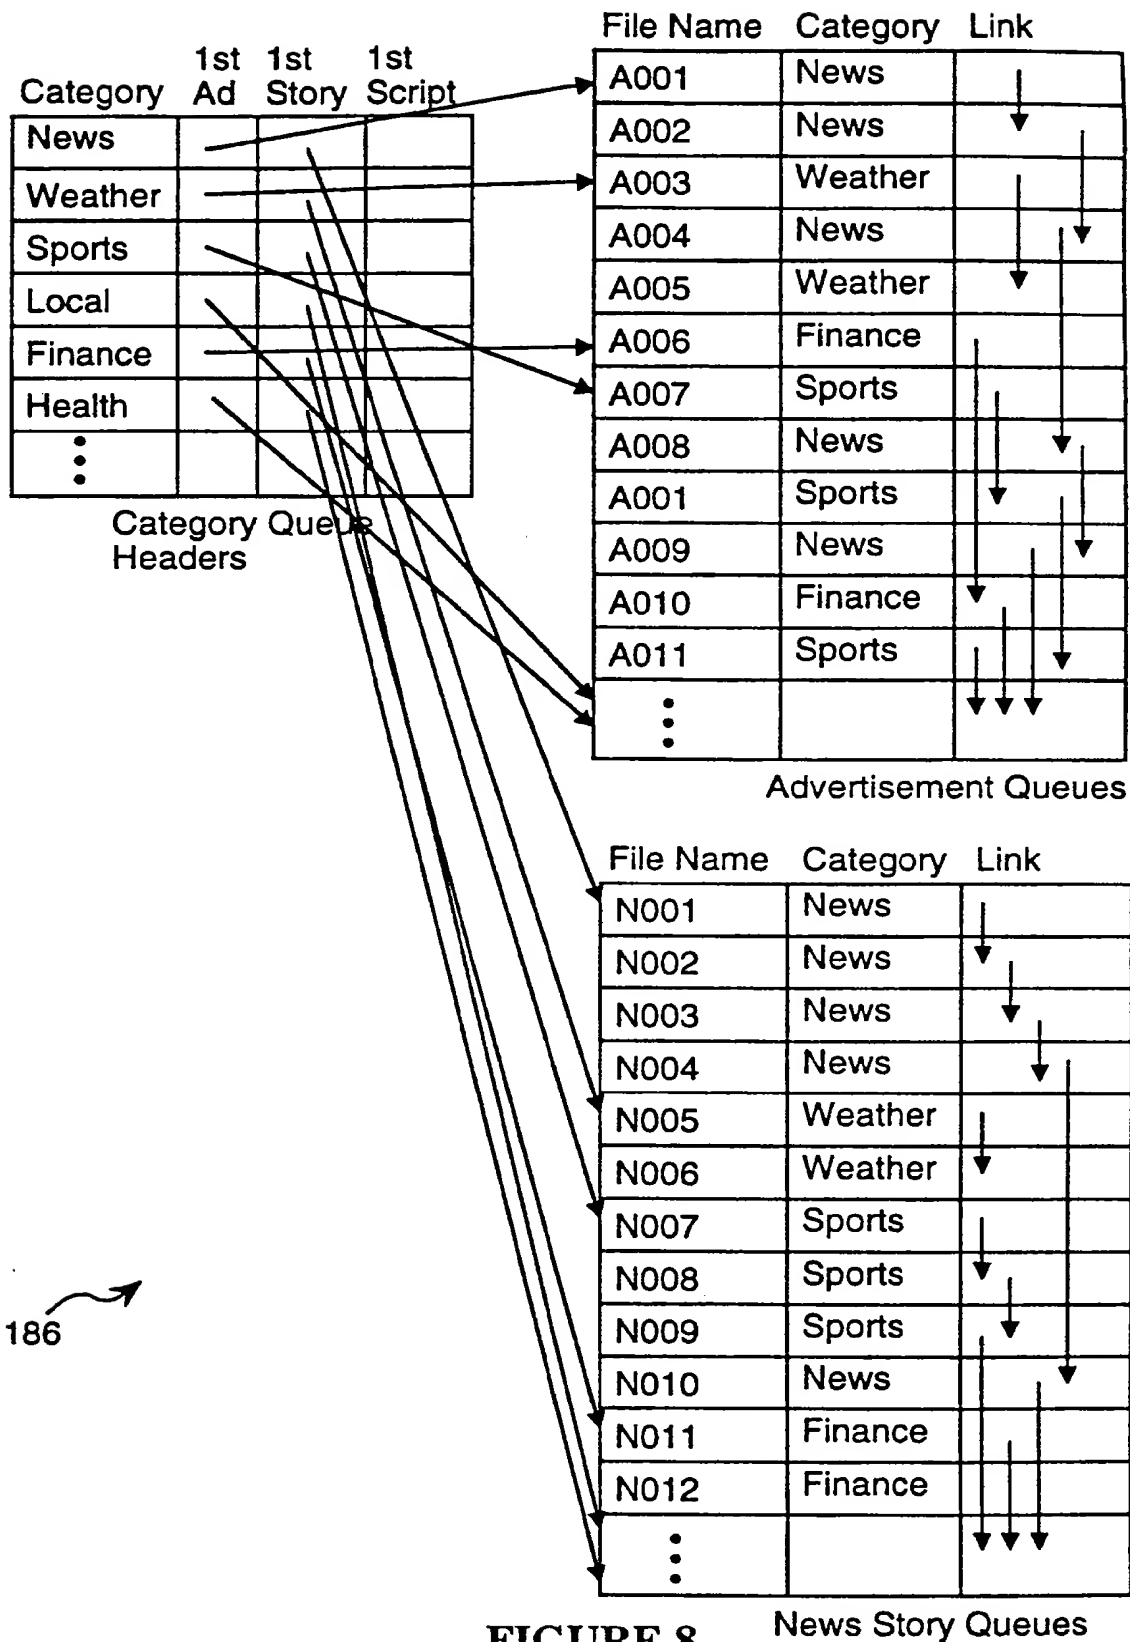 Category 1st Ad 1st Story 1st Script
News
Weather
Sports
Local
Finance
Health
Category Queue
Headers
File Name Category Link
A001 News
A002 News
A003 Weather
A004 News
A005 Weather
A006 Finance
A007 Sports
A008 News
A001 Sports
A009 News
A010 Finance
A011 Sports
Advertisement Queues
File Name Category Link
N001 News
N002 News
N003 News
N004 News
N005 Weather
N006 Weather
N007 Sports
N008 Sports
N009 Sports
N010 News
N011 Finance
N012 Finance
News Story Queues
186
FIGURE 8